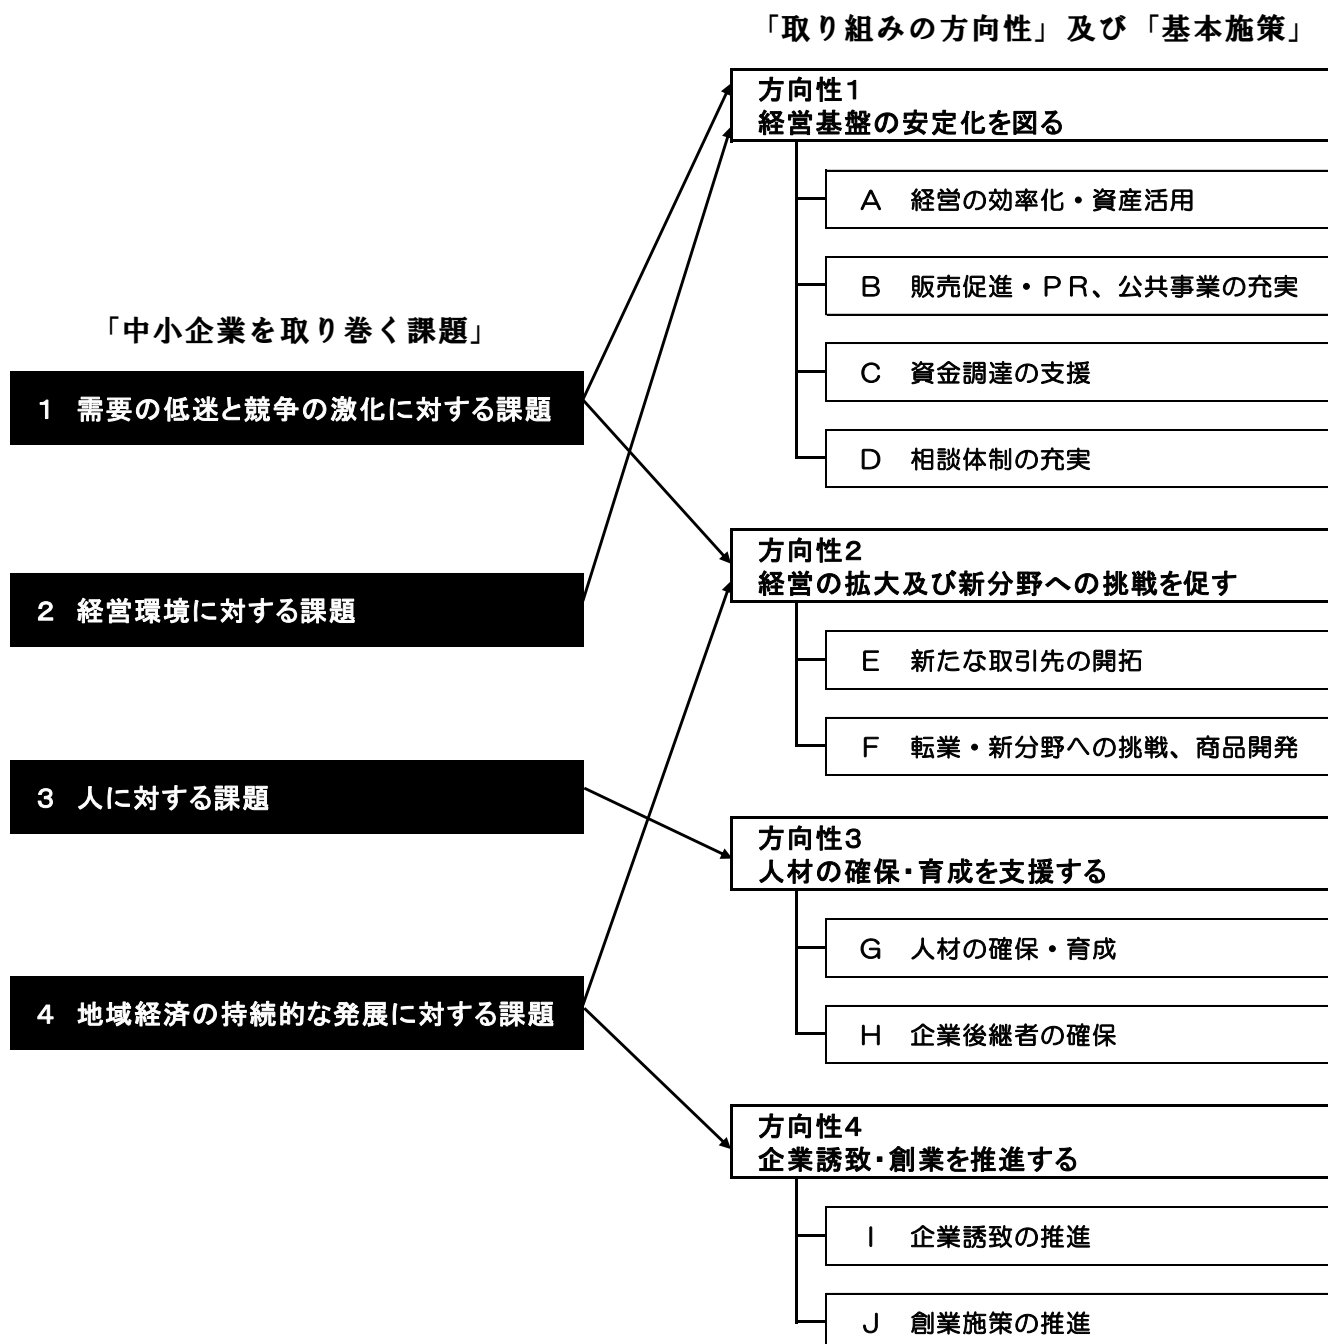 「中小企業を取り巻く課題」
1 需要の低迷と競争の激化に対する課題
2 経営環境に対する課題
3 人に対する課題
4 地域経済の持続的な発展に対する課題
「取り組みの方向性」及び「基本施策」
方向性1
経営基盤の安定化を図る
A 経営の効率化・資産活用
B 販売促進・PR、公共事業の充実
C 資金調達の支援
D 相談体制の充実
方向性2
経営の拡大及び新分野への挑戦を促す
E 新たな取引先の開拓
F 転業・新分野への挑戦、商品開発
方向性3
人材の確保・育成を支援する
G 人材の確保・育成
H 企業後継者の確保
方向性4
企業誘致・創業を推進する
I 企業誘致の推進
J 創業施策の推進